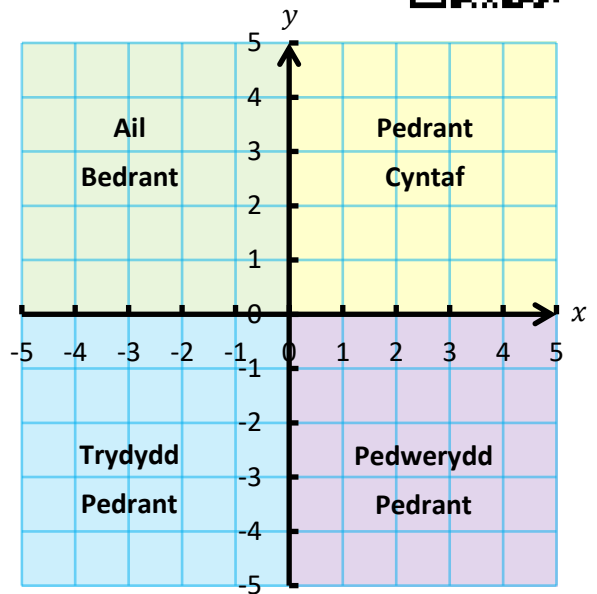 y
5
4
3
2
1
0
-1
-2
-3
-4
-5
Ail
Bedrant
Pedrant
Cyntaf
x
-5 -4 -3 -2 -1 0 1 2 3 4 5
Trydydd
Pedrant
Pedwerydd
Pedrant